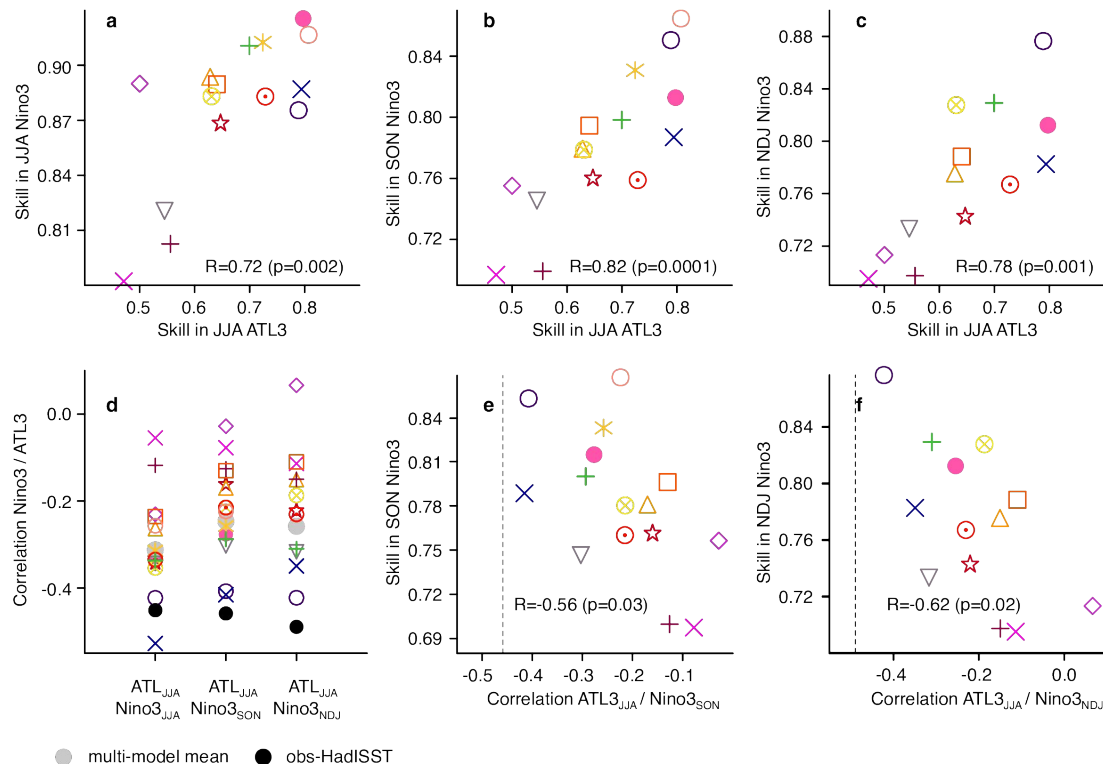 a
Skill in JJA Nino3
0.90
0.87
0.84
0.81
R=0.72 (p=0.002)
0.5 0.6 0.7 0.8
Skill in JJA ATL3
b
Skill in SON Nino3
0.84
0.80
0.76
0.72
R=0.82 (p=0.0001)
0.5 0.6 0.7 0.8
Skill in JJA ATL3
c
Skill in NDJ Nino3
0.88
0.84
0.80
0.76
0.72
R=0.78 (p=0.001)
0.5 0.6 0.7 0.8
Skill in JJA ATL3
d
Correlation Nino3 / ATL3
0.0
-0.2
-0.4
ATLJJA ATLJJA ATLJJA
Nino3JJA Nino3SON Nino3NDJ
e
Skill in SON Nino3
0.84
0.81
0.78
0.75
0.72
0.69
R=-0.56 (p=0.03)
-0.5 -0.4 -0.3 -0.2 -0.1
Correlation ATL3JJA / Nino3SON
f
Skill in NDJ Nino3
0.84
0.80
0.76
0.72
R=-0.62 (p=0.02)
-0.4 -0.2 0.0
Correlation ATL3JJA / Nino3NDJ
multi-model mean obs-HadISST